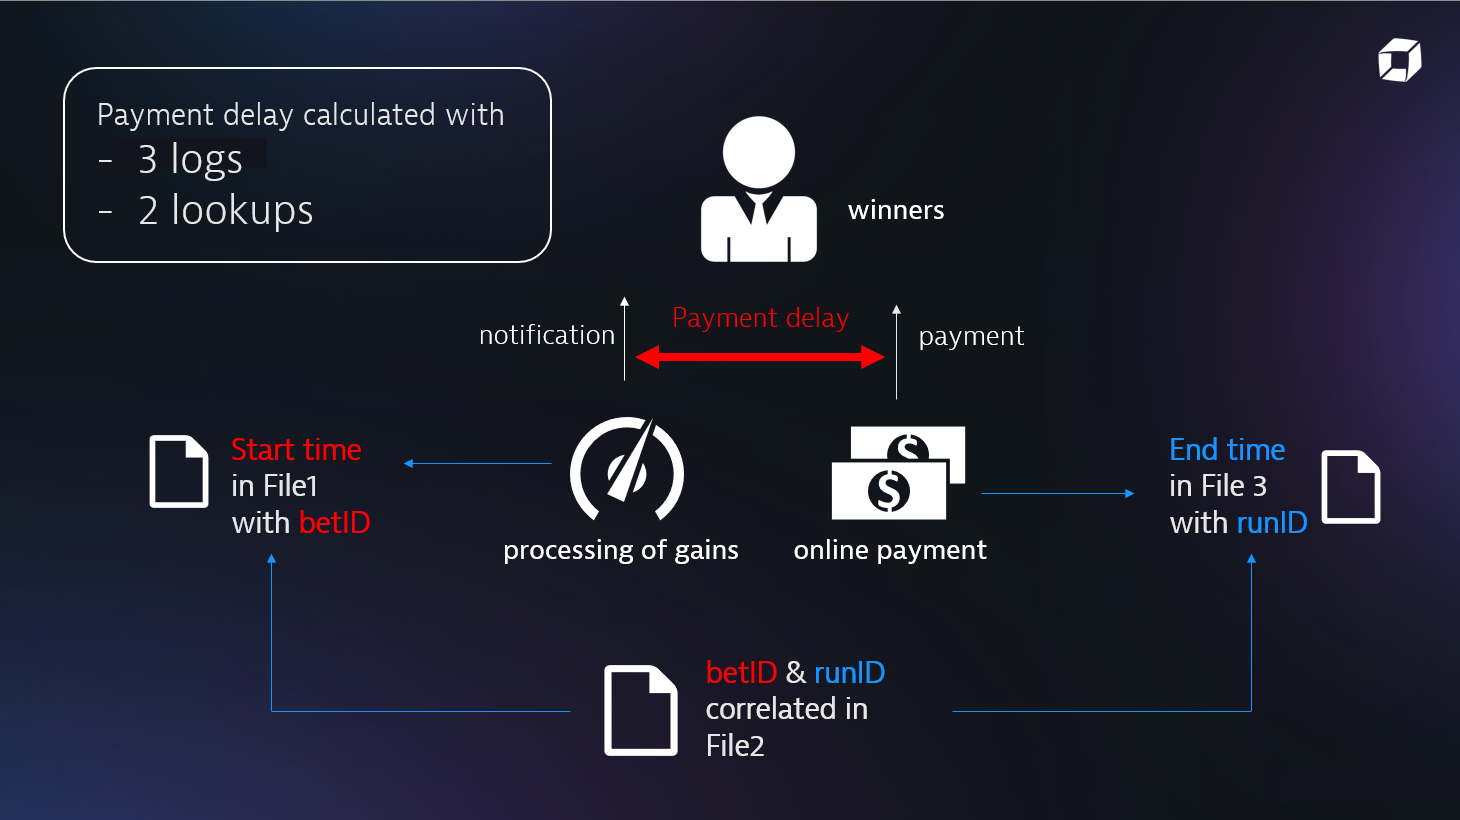 Payment delay calculated with
- 3 logs
- 2 lookups
winners
notification
Payment delay
payment
Start time
in File1
with betID
$
$
End time
in File 3
with runID
processing of gains
online payment
betID & runID
correlated in
File2